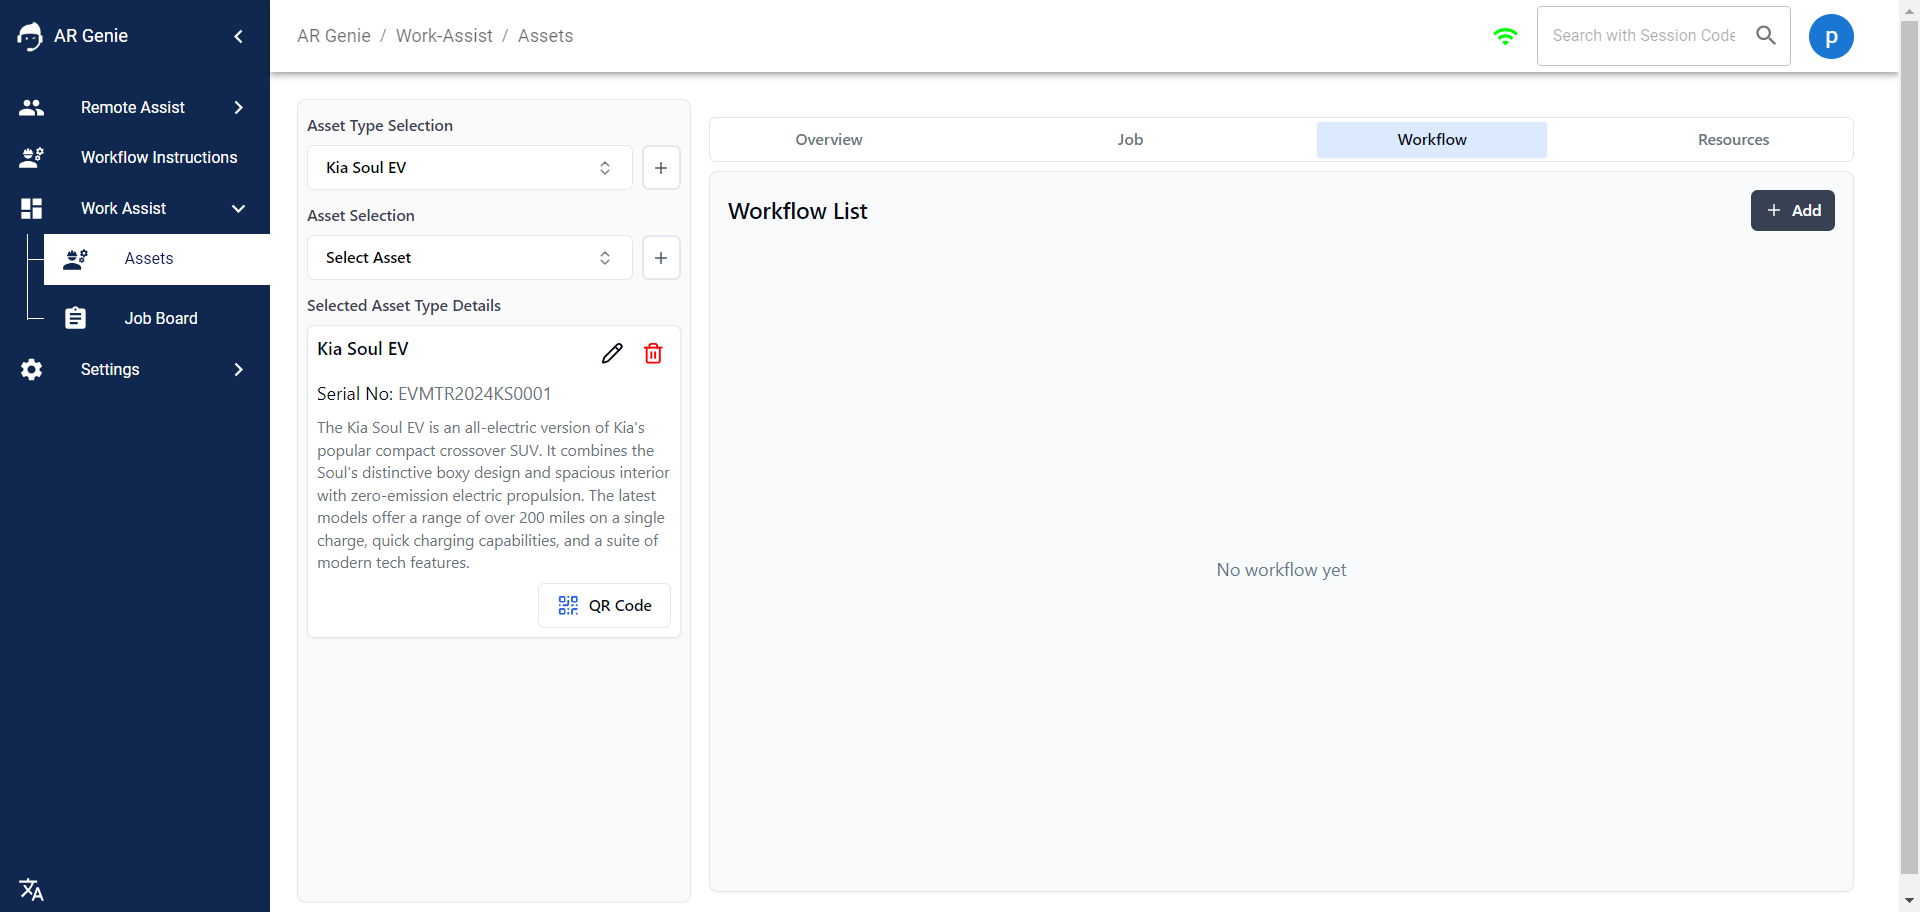 AR Genie
Remote Assist
Workflow Instructions
Work Assist
Assets
Job Board
Settings
AR Genie / Work-Assist / Assets
Search with Session Code
p
Asset Type Selection
Kia Soul EV
Asset Selection
Select Asset
Selected Asset Type Details
Kia Soul EV
Serial No: EVMTR2024KS0001
The Kia Soul EV is an all-electric version of Kia's
popular compact crossover SUV. It combines the
Soul's distinctive boxy design and spacious interior
with zero-emission electric propulsion. The latest
models offer a range of over 200 miles on a single
charge, quick charging capabilities, and a suite of
modern tech features.
QR Code
Overview
Job
Workflow
Resources
Workflow List
+ Add
No workflow yet